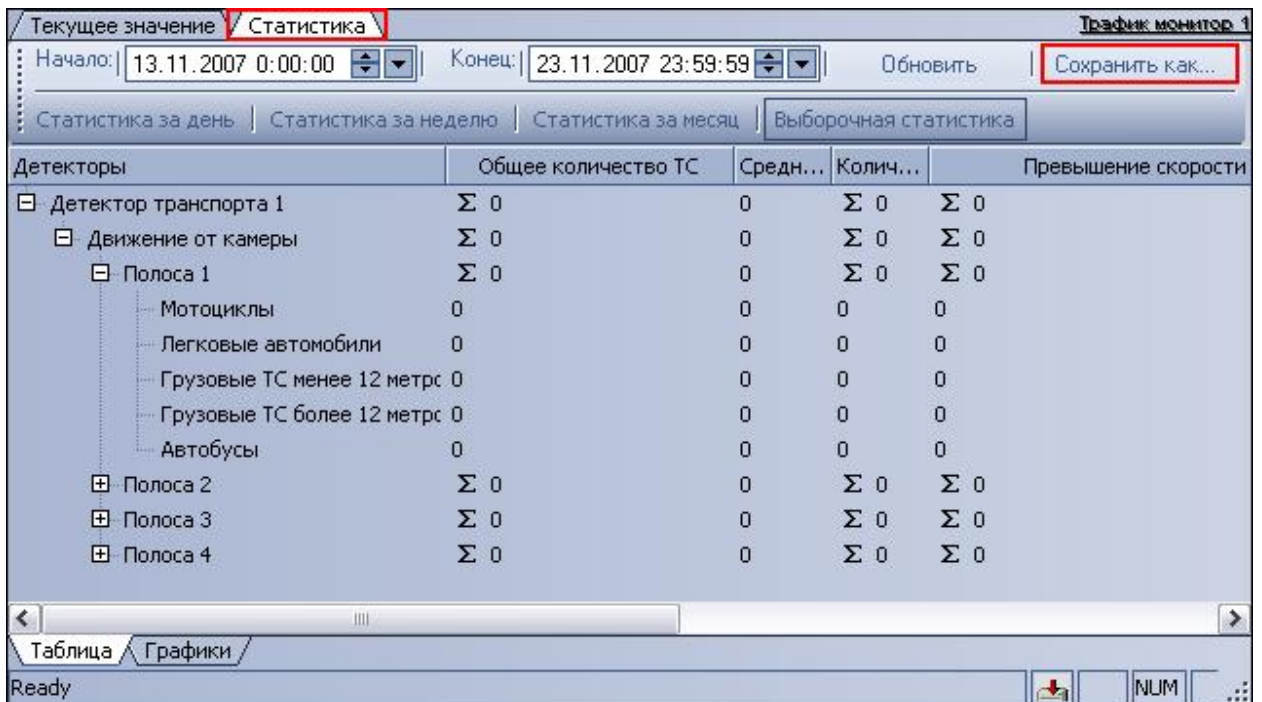 Текущее значение Статистика Трафик монитор 1
Начало: 13.11.2007 0:00:00 Конец: 23.11.2007 23:59:59 Обновить Сохранить как...
Статистика за день Статистика за неделю Статистика за месяц Выборочная статистика
Детекторы Общее количество ТС Средн... Колич... Превышение скорости
Детектор транспорта 1 Σ 0 0 Σ 0 Σ 0
Движение от камеры Σ 0 0 Σ 0 Σ 0
Полоса 1 Σ 0 0 Σ 0 Σ 0
Мотоциклы 0 0 0 0
Легковые автомобили 0 0 0 0
Грузовые ТС менее 12 метрс 0 0 0 0
Грузовые ТС более 12 метрс 0 0 0 0
Автобусы 0 0 0 0
Полоса 2 Σ 0 0 Σ 0 Σ 0
Полоса 3 Σ 0 0 Σ 0 Σ 0
Полоса 4 Σ 0 0 Σ 0 Σ 0
Таблица Графики
Ready NUM